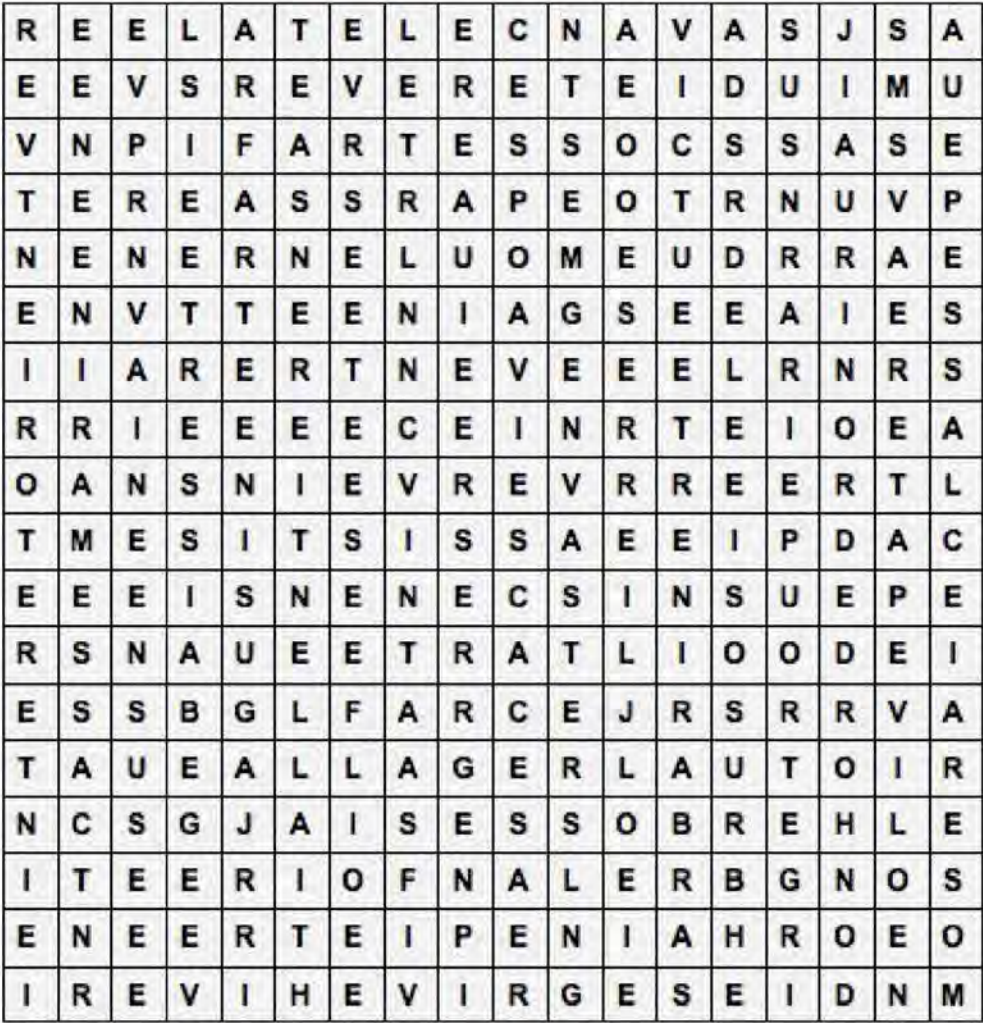 R E E L A T E L E C N A V A S J S A
E E V S R E V E R E T E I D U I M U
V N P I F A R T E S S O C S S A S E
T E R E A S S R A P E O T R N U V P
N E N E R N E L U O M E U D R R A E
E N V T T E E N I A G S E E A I E S
I I A R E R T N E V E E E L R N R S
R R I E E E E C E I N R T E I O E A
O A N S N I E V R E V R R E E R T L
T M E S I T S I S S A E E I P D A C
E E E I S N E N E C S I N S U E P E
R S N A U E E T R A T L I O O D E I
E S S B G L F A R C E J R S R R V A
T A U E A L L A G E R L A U T O I R
N C S G J A I S E S S O B R E H L E
I T E E R I O F N A L E R B G N O S
E N E E R T E I P E N I A H R O E O
I R E V I H E V I R G E S E I D N M